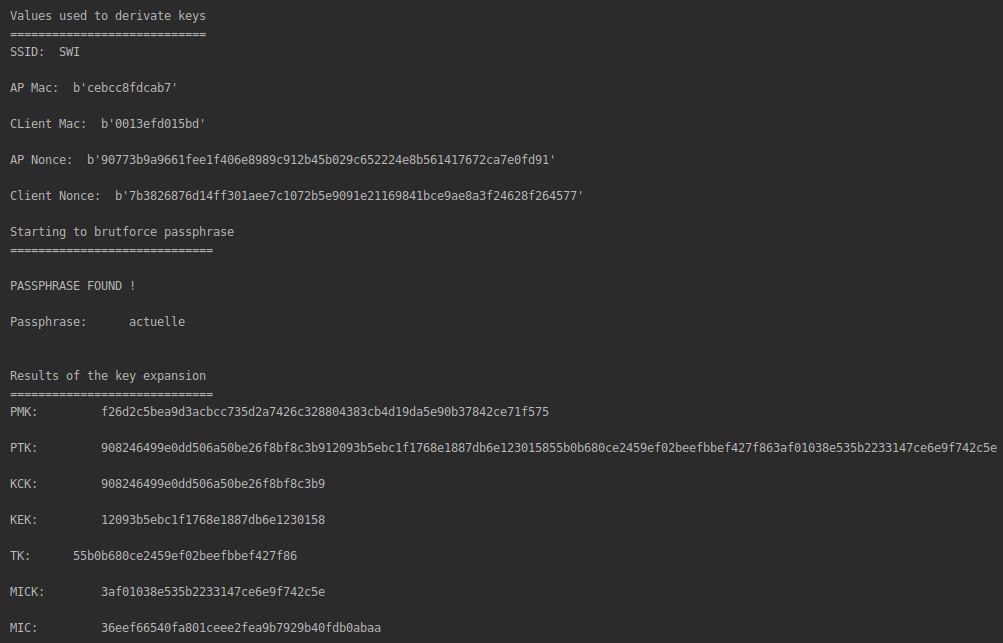 Values used to derivate keys
============================
SSID:  SWI
AP Mac:  b'cebcc8fdcab7'
CLient Mac:  b'0013efd015bd'
AP Nonce:  b'90773b9a9661fee1f406e8989c912b45b029c652224e8b561417672ca7e0fd91'
Client Nonce:  b'7b3826876d14ff301aee7c1072b5e9091e21169841bce9ae8a3f24628f264577'
Starting to brutforce passphrase
=============================
PASSPHRASE FOUND !
Passphrase:      actuelle
Results of the key expansion
=============================
PMK:         f26d2c5bea9d3acbcc735d2a7426c328804383cb4d19da5e90b37842ce71f575
PTK:         908246499e0dd506a50be26f8bf8c3b912093b5ebc1f1768e1887db6e123015855b0b680ce2459ef02beefbbef427f863af01038e535b2233147ce6e9f742c5e
KCK:         908246499e0dd506a50be26f8bf8c3b9
KEK:         12093b5ebc1f1768e1887db6e1230158
TK:      55b0b680ce2459ef02beefbbef427f86
MICK:        3af01038e535b2233147ce6e9f742c5e
MIC:         36eef66540fa801ceee2fea9b7929b40fdb0abaa